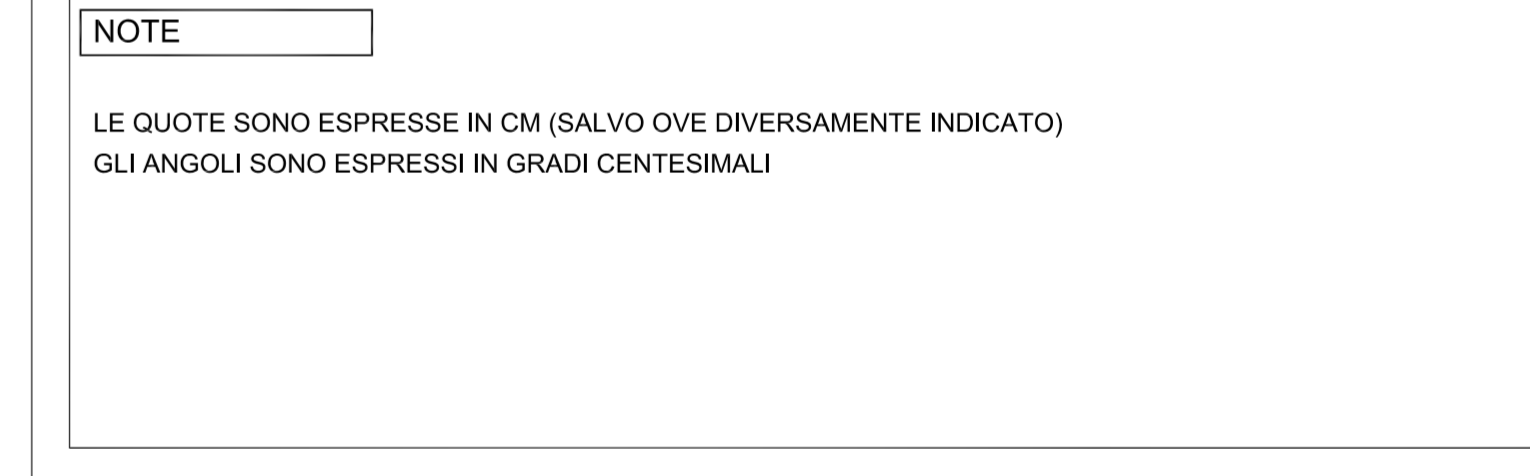 NOTE
LE QUOTE SONO ESPRESSE IN CM (SALVO OVE DIVERSAMENTE INDICATO)
GLI ANGOLI SONO ESPRESSI IN GRADI CENTESIMALI